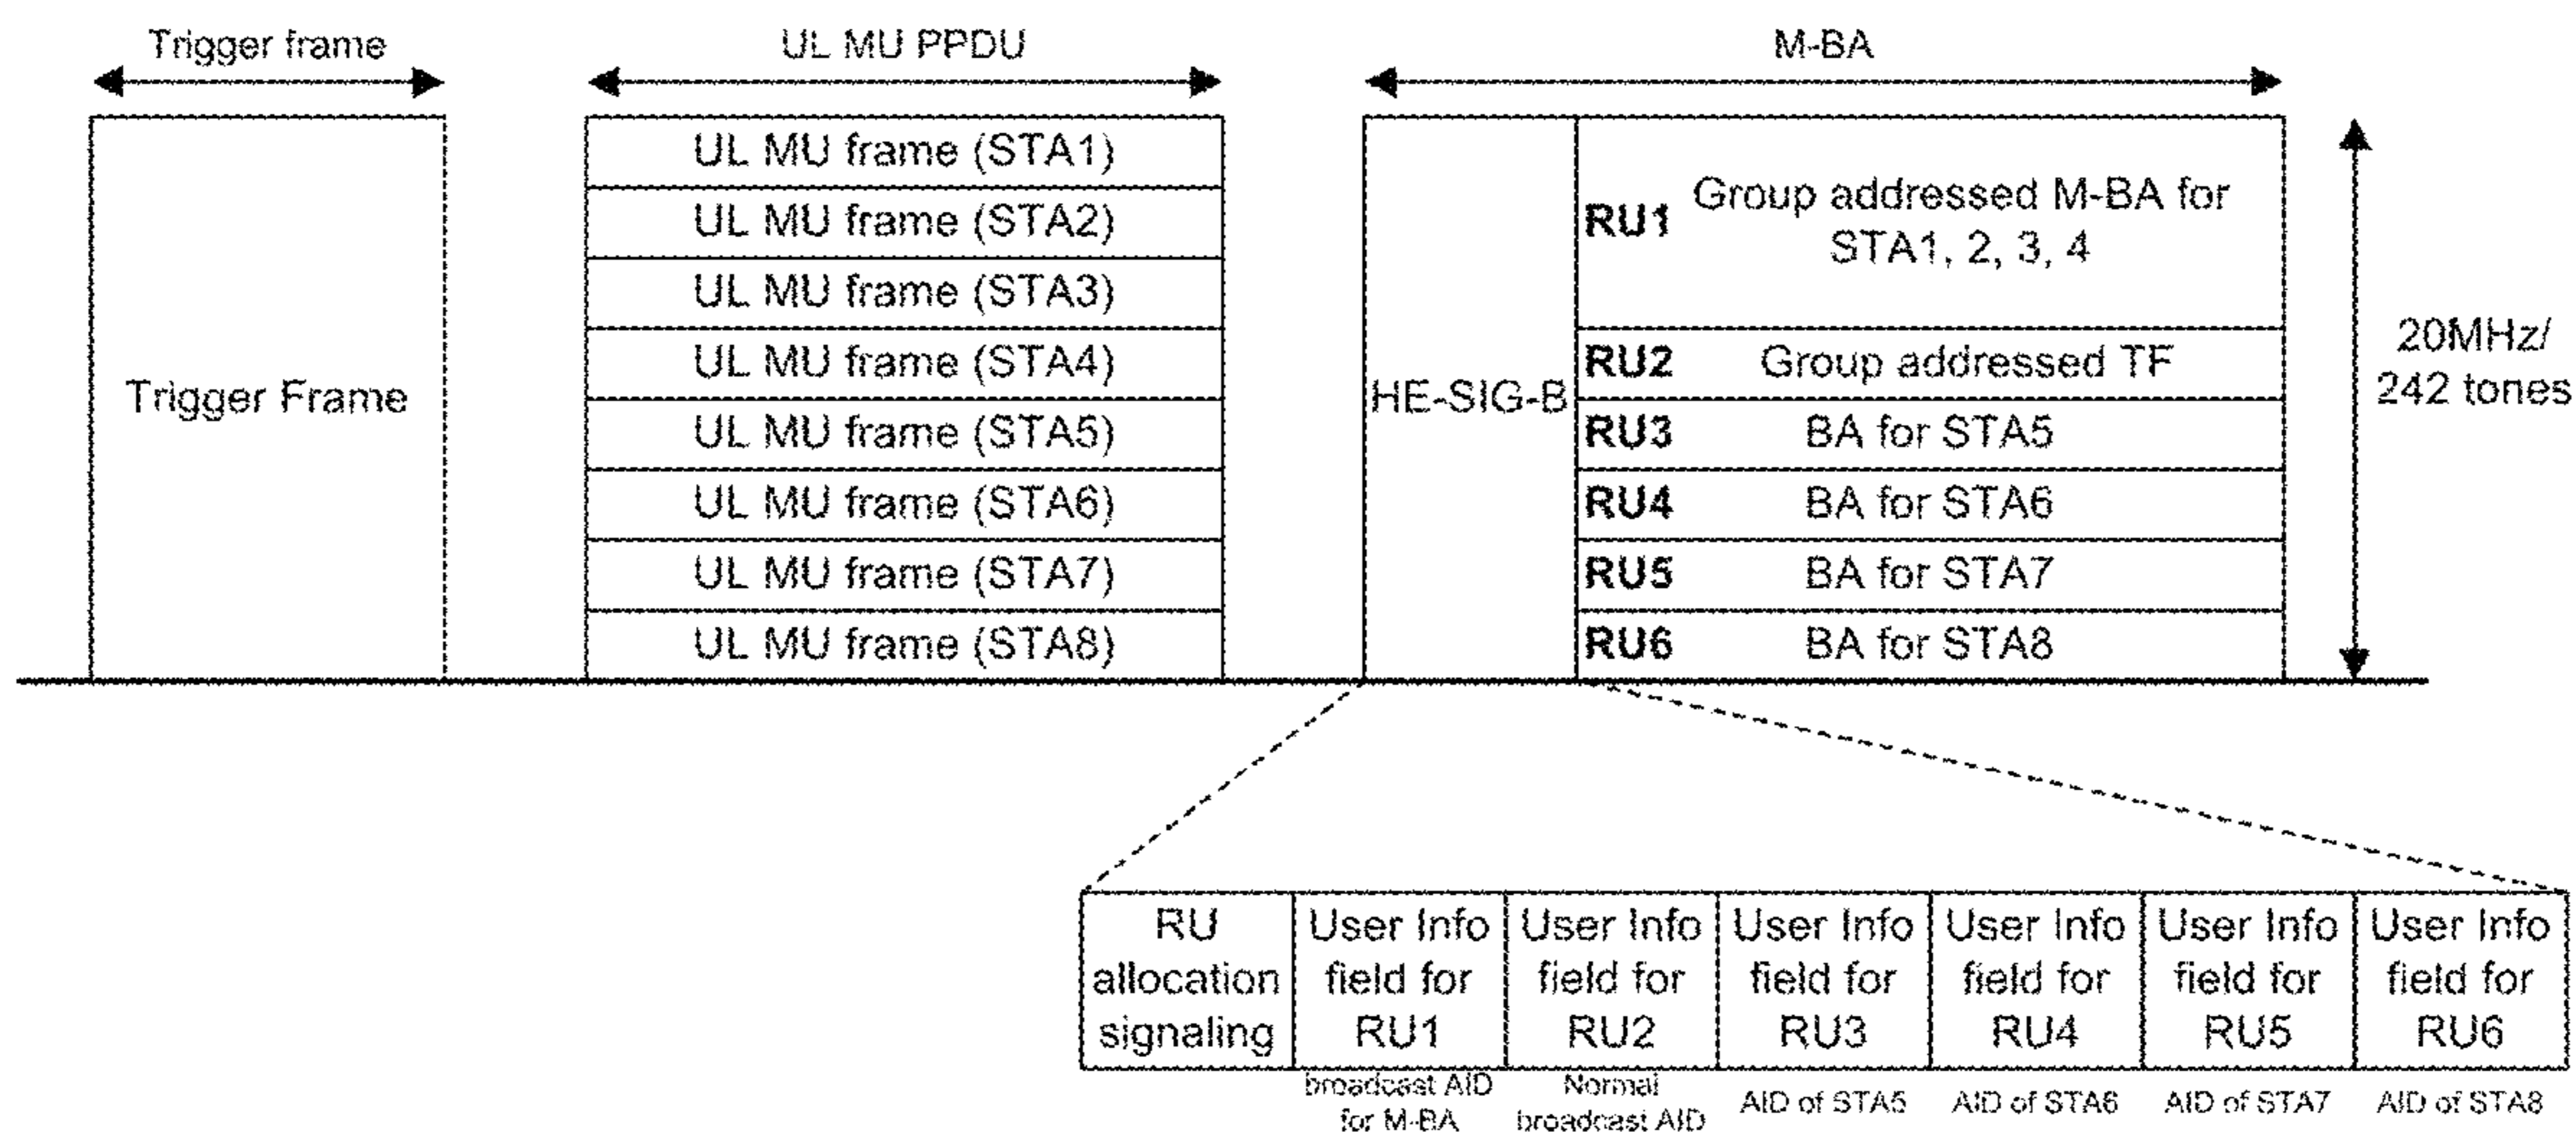 Trigger frame
UL MU PPDU
M-BA
Trigger Frame
UL MU frame (STA1)
UL MU frame (STA2)
UL MU frame (STA3)
UL MU frame (STA4)
UL MU frame (STA5)
UL MU frame (STA6)
UL MU frame (STA7)
UL MU frame (STA8)
HE-SIG-B
RU1
Group addressed M-BA for
STA1, 2, 3, 4
RU2 Group addressed TF
RU3 BA for STA5
RU4 BA for STA6
RU5 BA for STA7
RU6 BA for STA8
20MHz/
242 tones
RU
allocation
signaling
User Info
field for
RU1
User Info
field for
RU2
User Info
field for
RU3
User Info
field for
RU4
User Info
field for
RU5
User Info
field for
RU6
broadcast AID
for M-BA
Normal
broadcast AID
AID of STA5
AID of STA6
AID of STA7
AID of STA8